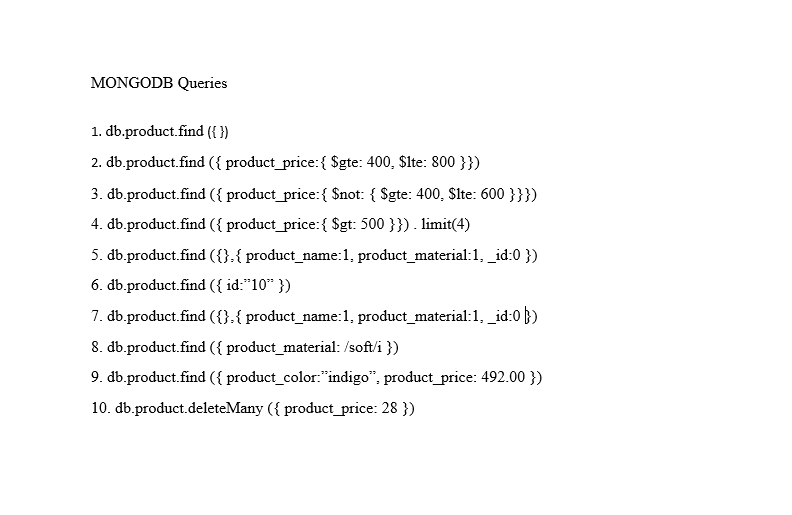 MONGODB Queries
1. db.product.find ({ })
2. db.product.find ({ product_price:{ $gte: 400, $lte: 800 }})
3. db.product.find ({ product_price:{ $not: { $gte: 400, $lte: 600 }}})
4. db.product.find ({ product_price:{ $gt: 500 }}) . limit(4)
5. db.product.find ({},{ product_name:1, product_material:1, _id:0 })
6. db.product.find ({ id:”10” })
7. db.product.find ({},{ product_name:1, product_material:1, _id:0 })
8. db.product.find ({ product_material: /soft/i })
9. db.product.find ({ product_color:”indigo”, product_price: 492.00 })
10. db.product.deleteMany ({ product_price: 28 })